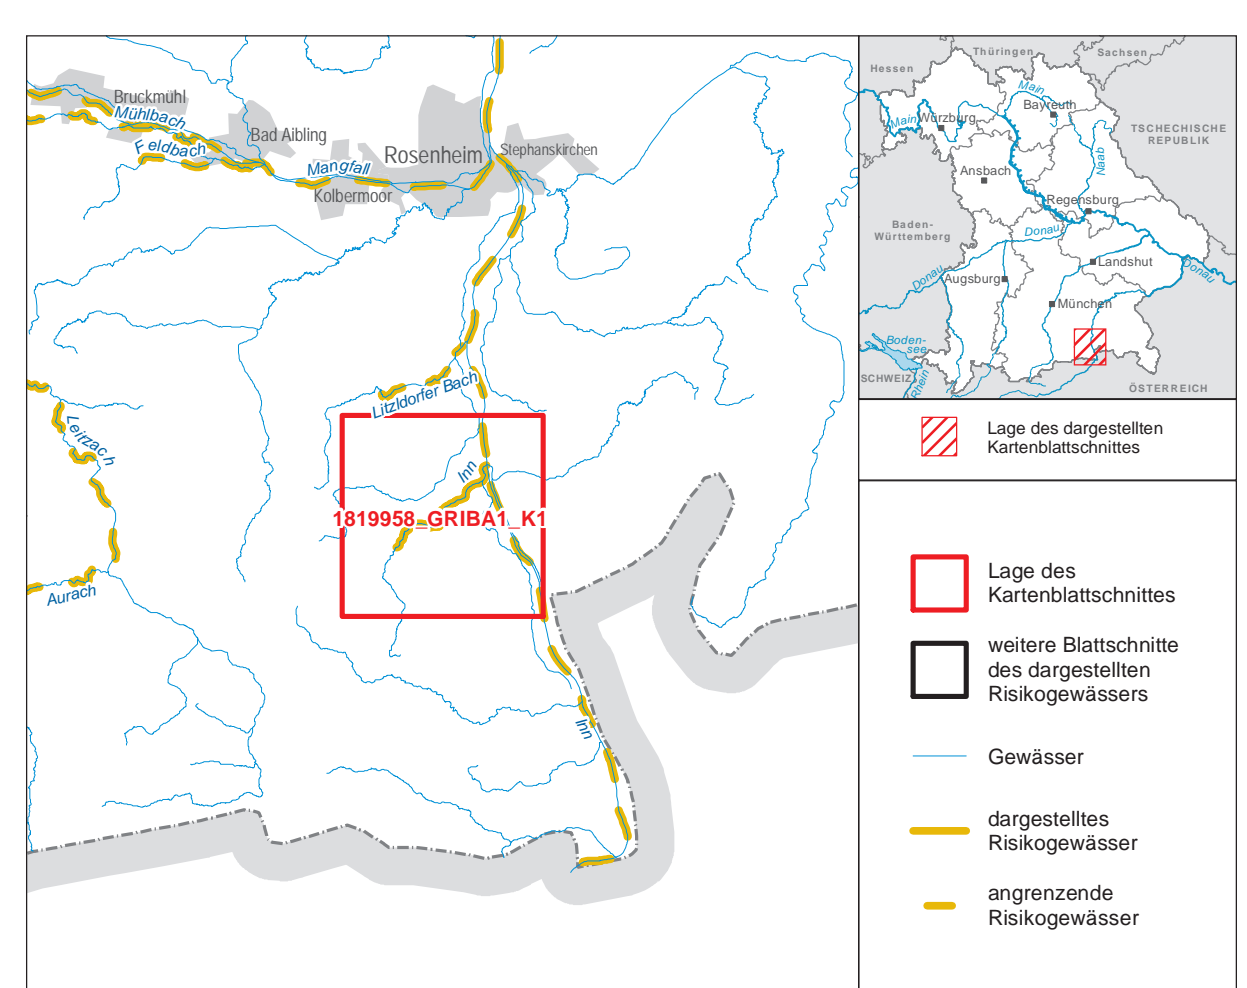 Bruckmühl
Mühlbach
Feldbach
Bad Aibling
Mangfall
Kolbermoor
Rosenheim
Stephanskirchen
Litzldorfer Bach
Leitzach
Inn
1819958_GRIBA1_K1
Aurach
Inn
Thüringen
Sachsen
Hessen
Main
Bayreuth
Main
Würzburg
TSCHECHISCHE
REPUBLIK
Naab
Ansbach
Regensburg
Baden-
Württemberg
Donau
Landshut
Donau
Donau
Augsburg
München
Boden-
see
SCHWEIZ
Rhein
ÖSTERREICH
Lage des dargestellten
Kartenblattschnittes
Lage des
Kartenblattschnittes
weitere Blattschnitte
des dargestellten
Risikogewässers
Gewässer
dargestelltes
Risikogewässer
angrenzende
Risikogewässer